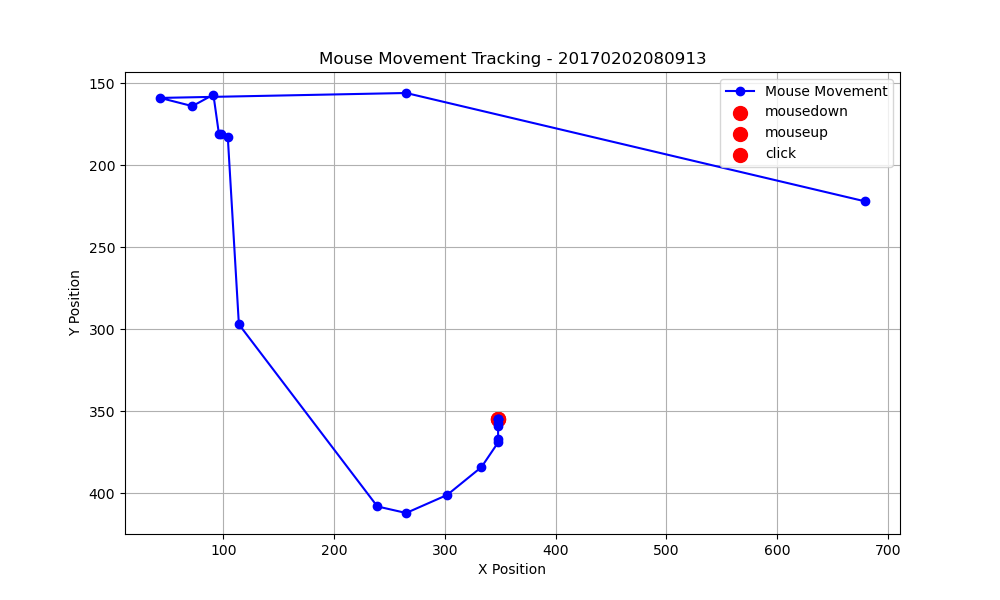 Mouse Movement Tracking - 20170202080913
Mouse Movement
mousedown
mouseup
click
150
200
250
300
350
400
Y Position
100 200 300 400 500 600 700
X Position